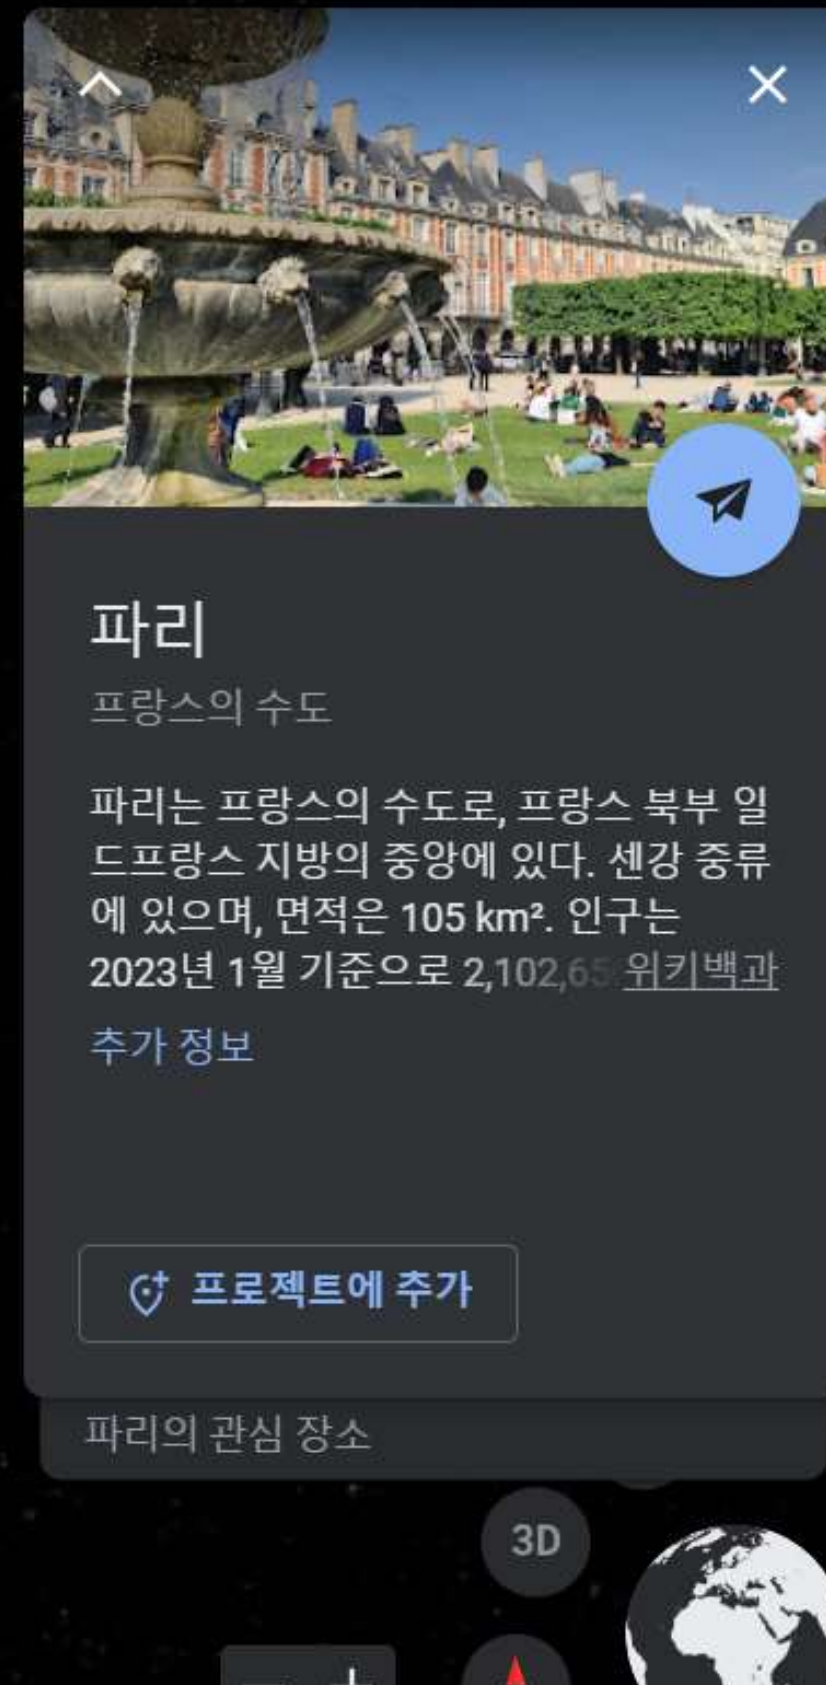 파리
프랑스의 수도
파리는 프랑스의 수도로, 프랑스 북부 일
드프랑스 지방의 중앙에 있다. 센강 중류
에 있으며, 면적은 105 km². 인구는
2023년 1월 기준으로 2,102,65 위키백과
추가 정보
프로젝트에 추가
파리의 관심 장소
3D